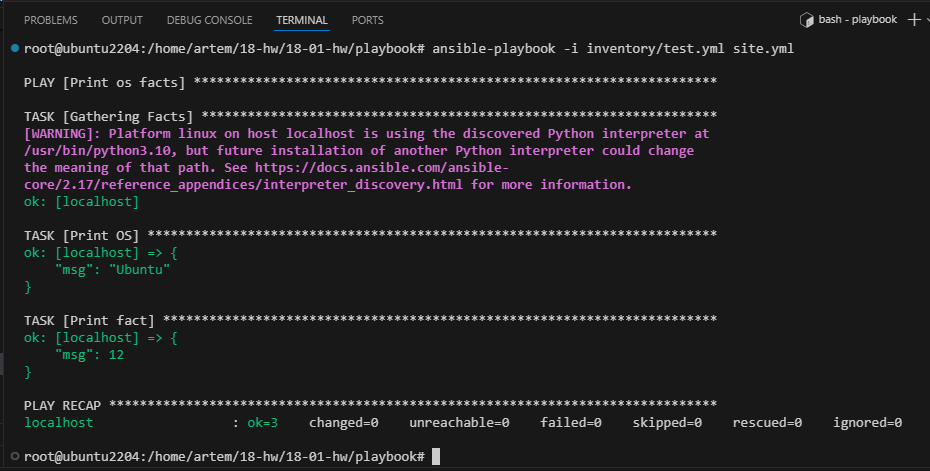 PROBLEMS OUTPUT DEBUG CONSOLE TERMINAL PORTS bash - playbook
root@ubuntu2204:/home/artem/18-hw/18-01-hw/playbook# ansible-playbook -i inventory/test.yml site.yml
PLAY [Print os facts] ********************************************************************
TASK [Gathering Facts] *******************************************************************
[WARNING]: Platform linux on host localhost is using the discovered Python interpreter at
/usr/bin/python3.10, but future installation of another Python interpreter could change
the meaning of that path. See https://docs.ansible.com/ansible-
core/2.17/reference_appendices/interpreter_discovery.html for more information.
ok: [localhost]
TASK [Print OS] **************************************************************************
ok: [localhost] => {
    "msg": "Ubuntu"
}
TASK [Print fact] ************************************************************************
ok: [localhost] => {
    "msg": 12
}
PLAY RECAP *******************************************************************************
localhost                  : ok=3    changed=0    unreachable=0    failed=0    skipped=0    rescued=0    ignored=0
root@ubuntu2204:/home/artem/18-hw/18-01-hw/playbook#